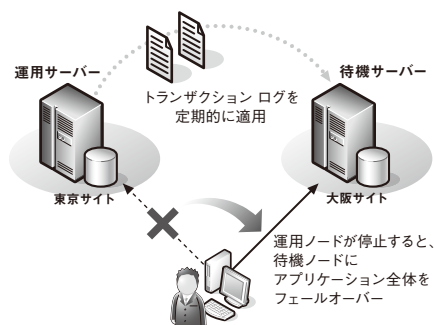 運用サーバー
待機サーバー
トランザクション ログを
定期的に適用
東京サイト
大阪サイト
運用ノードが停止すると、
待機ノードに
アプリケーション全体を
フェールオーバー